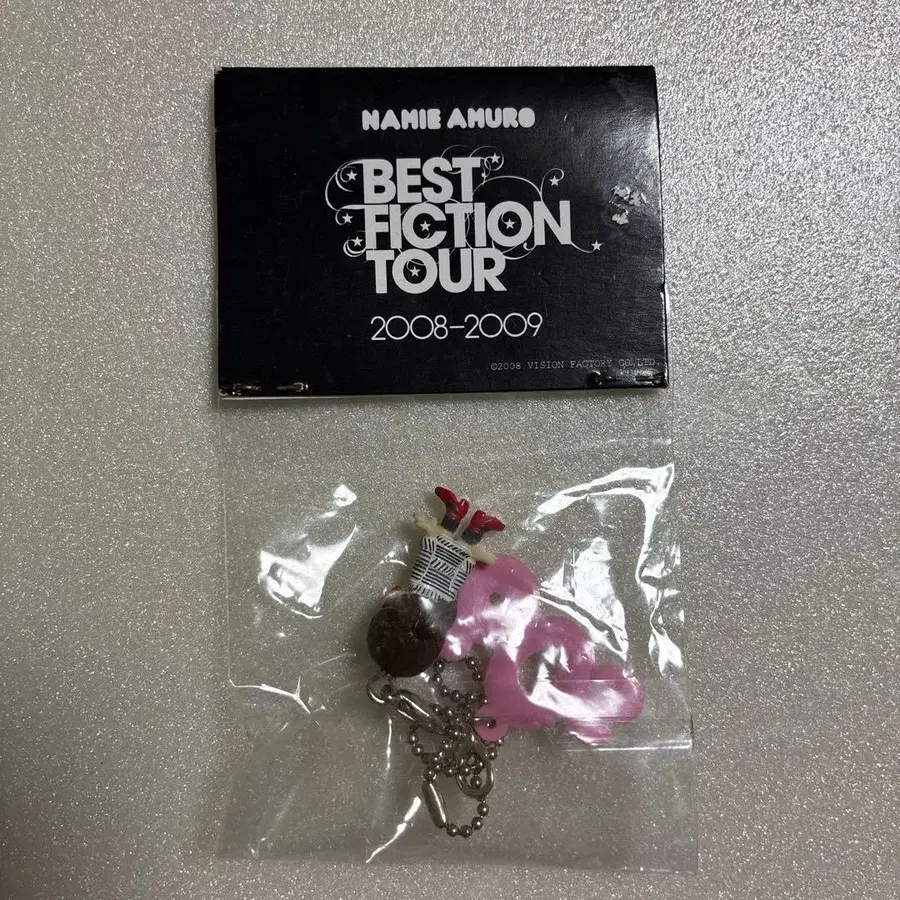 NAMIE AMURO
BEST
FICTION
TOUR
2008-2009
©2008 VISION FACTORY CO.,LTD